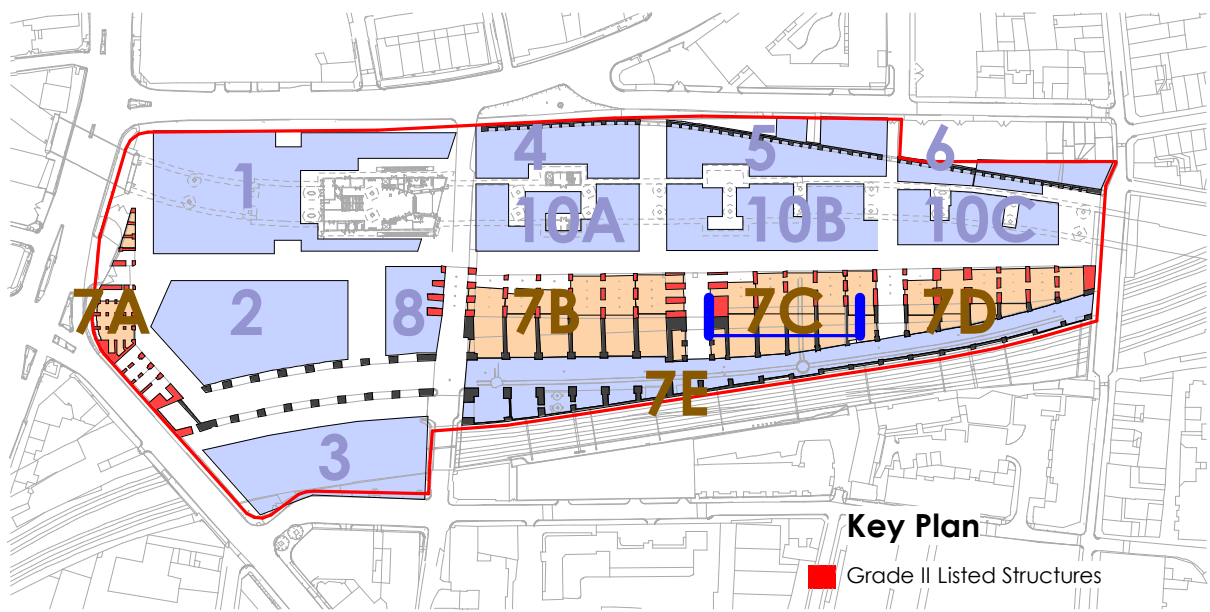 4
5
6
1
10A
10B
10C
7A
2
8
7B
7C
7D
7E
3
Key Plan
Grade II Listed Structures